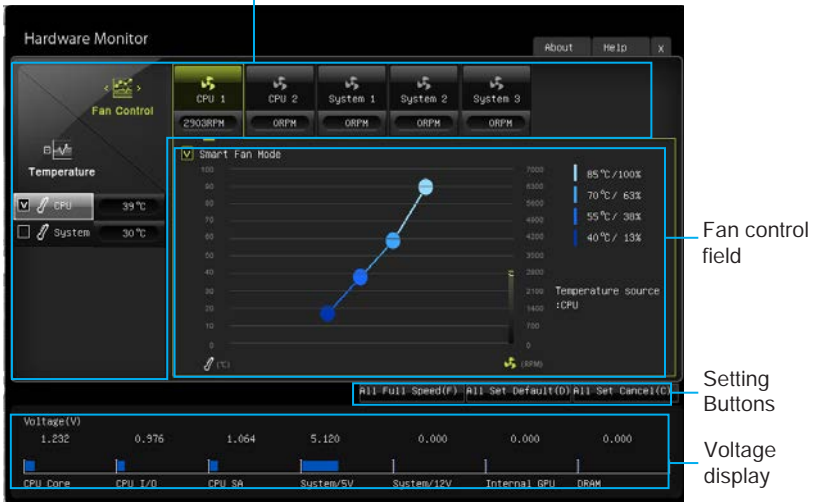 Hardware Monitor
About Help X
Fan Control
CPU 1 CPU 2 System 1 System 2 System 3
2903RPM 0RPM 0RPM 0RPM 0RPM
Temperature
V CPU 39℃
System 30℃
V Smart Fan Mode
100 7000
90 6300
80 5600
70 4900
60 4200
50 3500
40 2800
30 2100
20 1400
10 700
0 0
(℃) (RPM)
85℃/100%
70℃/ 63%
55℃/ 38%
40℃/ 13%
Temperature source
:CPU
Fan control
field
All Full Speed(F) All Set Default(D) All Set Cancel(C)
Setting
Buttons
Voltage(V)
1.232 0.976 1.064 5.120 0.000 0.000 0.000
CPU Core CPU I/O CPU SA System/5V System/12V Internal GPU DRAM
Voltage
display